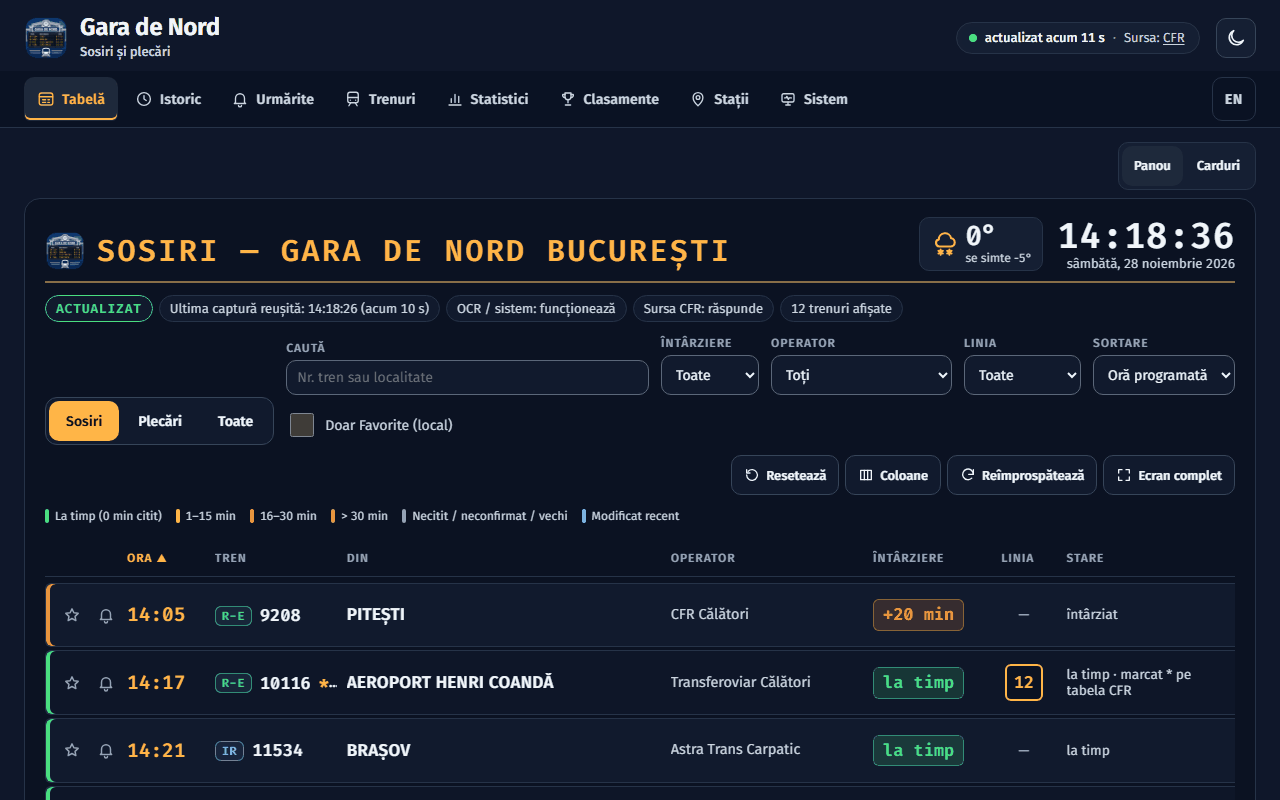 Gara de Nord
Sosiri și plecări
actualizat acum 11 s · Sursa: CFR
Tabelă Istoric Urmărite Trenuri Statistici Clasamente Stații Sistem EN
Panou Carduri
SOSIRI — GARA DE NORD BUCUREȘTI
0°
se simte -5°
14:18:36
sâmbătă, 28 noiembrie 2026
ACTUALIZAT Ultima captură reușită: 14:18:26 (acum 10 s) OCR / sistem: funcționează Sursa CFR: răspunde 12 trenuri afișate
CAUTĂ ÎNTÂRZIERE OPERATOR LINIA SORTARE
Nr. tren sau localitate Toate Toți Toate Oră programată
Sosiri Plecări Toate Doar Favorite (local)
Resetează Coloane Reîmprospătează Ecran complet
La timp (0 min citit) 1–15 min 16–30 min > 30 min Necitit / neconfirmat / vechi Modificat recent
ORA ▲ TREN DIN OPERATOR ÎNTÂRZIERE LINIA STARE
14:05 R-E 9208 PITEȘTI CFR Călători +20 min — întârziat
14:17 R-E 10116 *… AEROPORT HENRI COANDĂ Transferoviar Călători la timp 12 la timp · marcat * pe
tabela CFR
14:21 IR 11534 BRAȘOV Astra Trans Carpatic la timp — la timp